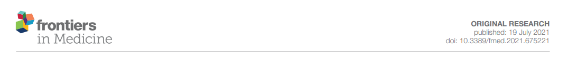 frontiers
in Medicine
ORIGINAL RESEARCH
published: 19 July 2021
doi: 10.3389/fmed.2021.675221